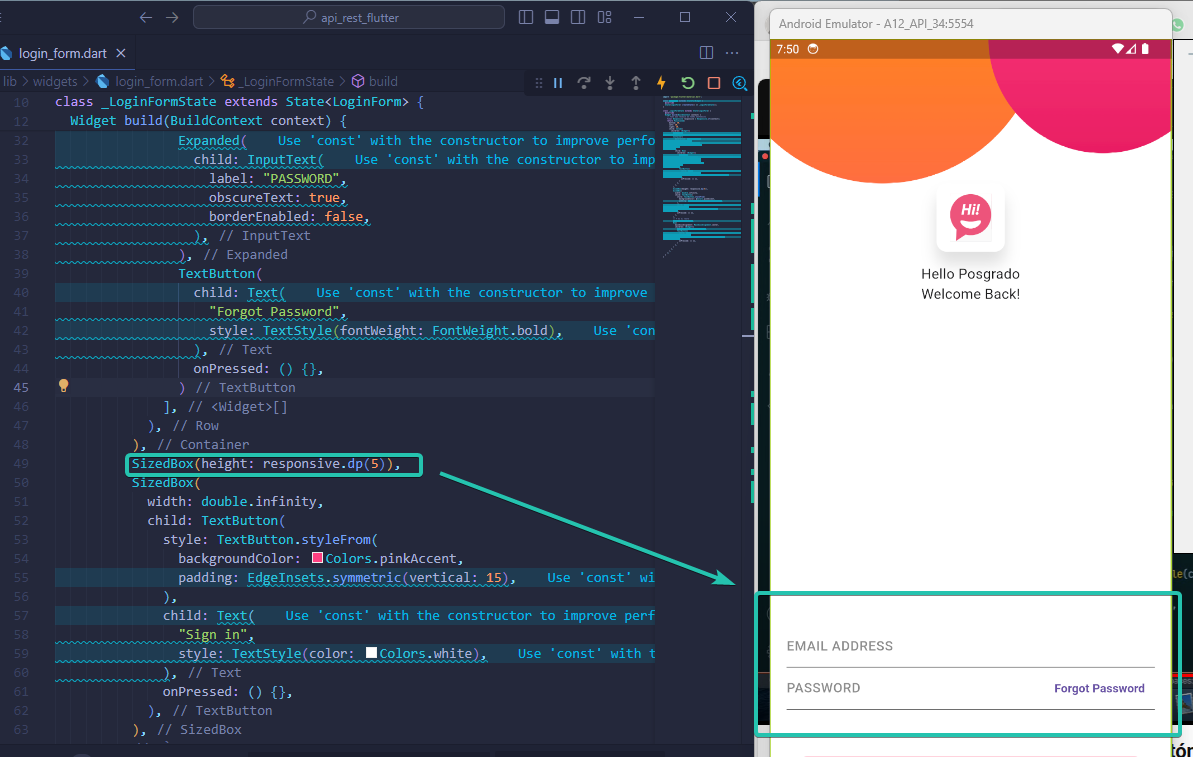 api_rest_flutter
login_form.dart
lib > widgets > login_form.dart > _LoginFormState > build
10 class _LoginFormState extends State<LoginForm> {
12 Widget build(BuildContext context) {
32 Expanded( Use 'const' with the constructor to improve perfo
33 child: InputText( Use 'const' with the constructor to imp
34 label: "PASSWORD",
35 obscureText: true,
36 borderEnabled: false,
37 ), // InputText
38 ), // Expanded
39 TextButton(
40 child: Text( Use 'const' with the constructor to improve
41 "Forgot Password",
42 style: TextStyle(fontWeight: FontWeight.bold), Use 'con
43 ), // Text
44 onPressed: () {},
45 ) // TextButton
46 ], // <Widget>[]
47 ), // Row
48 ), // Container
49 SizedBox(height: responsive.dp(5)),
50 SizedBox(
51 width: double.infinity,
52 child: TextButton(
53 style: TextButton.styleFrom(
54 backgroundColor: Colors.pinkAccent,
55 padding: EdgeInsets.symmetric(vertical: 15), Use 'const' wi
56 ),
57 child: Text( Use 'const' with the constructor to improve perf
58 "Sign in",
59 style: TextStyle(color: Colors.white), Use 'const' with t
60 ), // Text
61 onPressed: () {},
62 ), // TextButton
63 ), // SizedBox
Android Emulator - A12_API_34:5554
7:50
Hi!
Hello Posgrado
Welcome Back!
EMAIL ADDRESS
PASSWORD
Forgot Password
le(c
tór